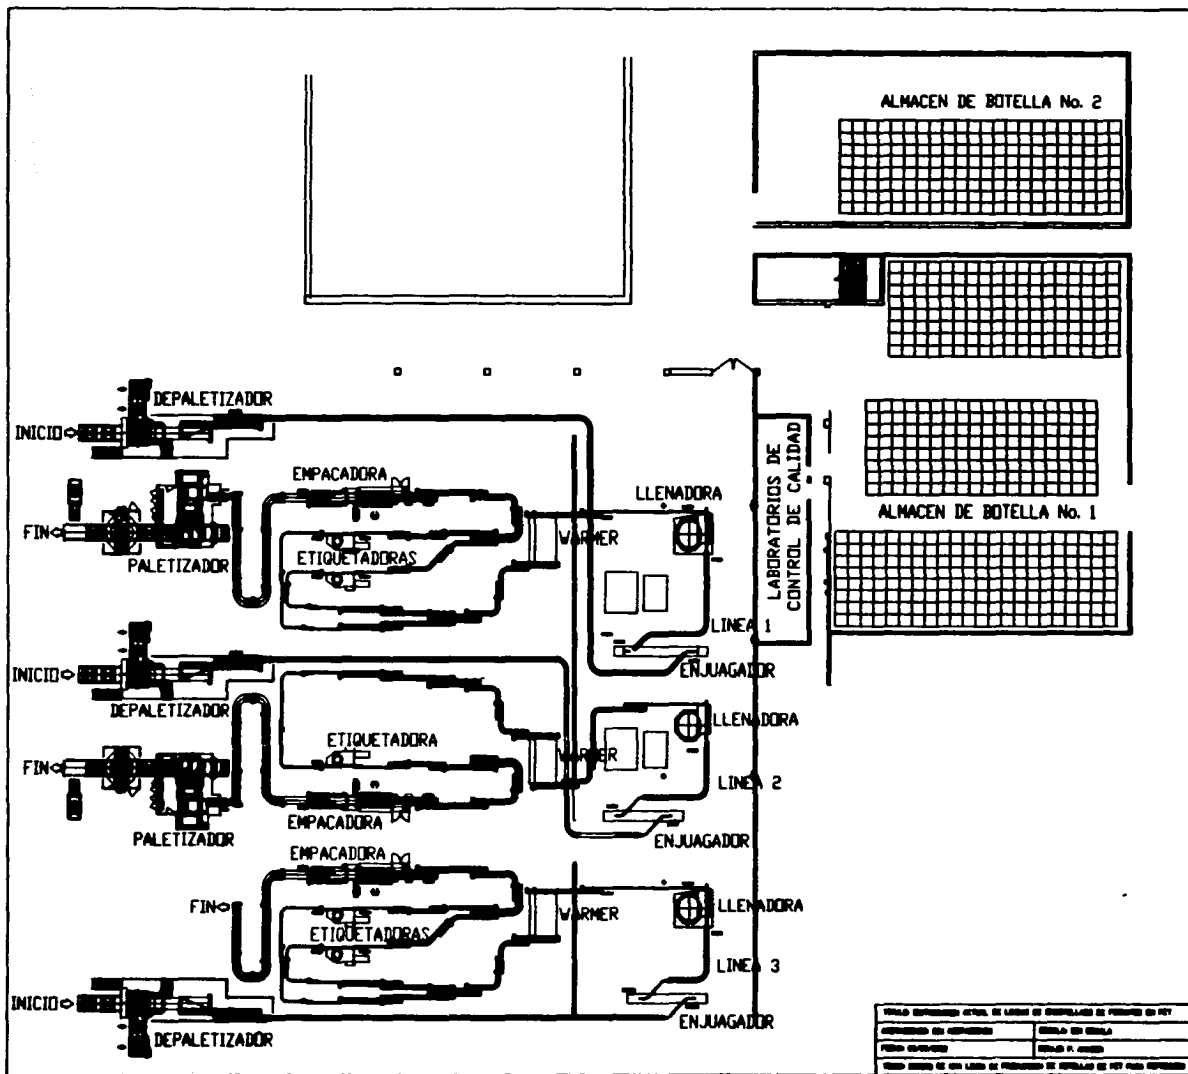 ALMACEN DE BOTELLA No. 2
DEPALETIZADOR
INICIO
EMPACADORA
LLENADORA
FIN
WARMER
ETIQUETADORAS
PALETIZADOR
LABORATORIOS DE
CONTROL DE CALIDAD
ALMACEN DE BOTELLA No. 1
LINEA 1
ENJUAGADOR
INICIO
DEPALETIZADOR
LLENADORA
ETIQUETADORA
WARMER
FIN
LINEA 2
EMPACADORA
PALETIZADOR
ENJUAGADOR
EMPACADORA
FIN
WARMER
LLENADORA
ETIQUETADORAS
LINEA 3
INICIO
ENJUAGADOR
DEPALETIZADOR